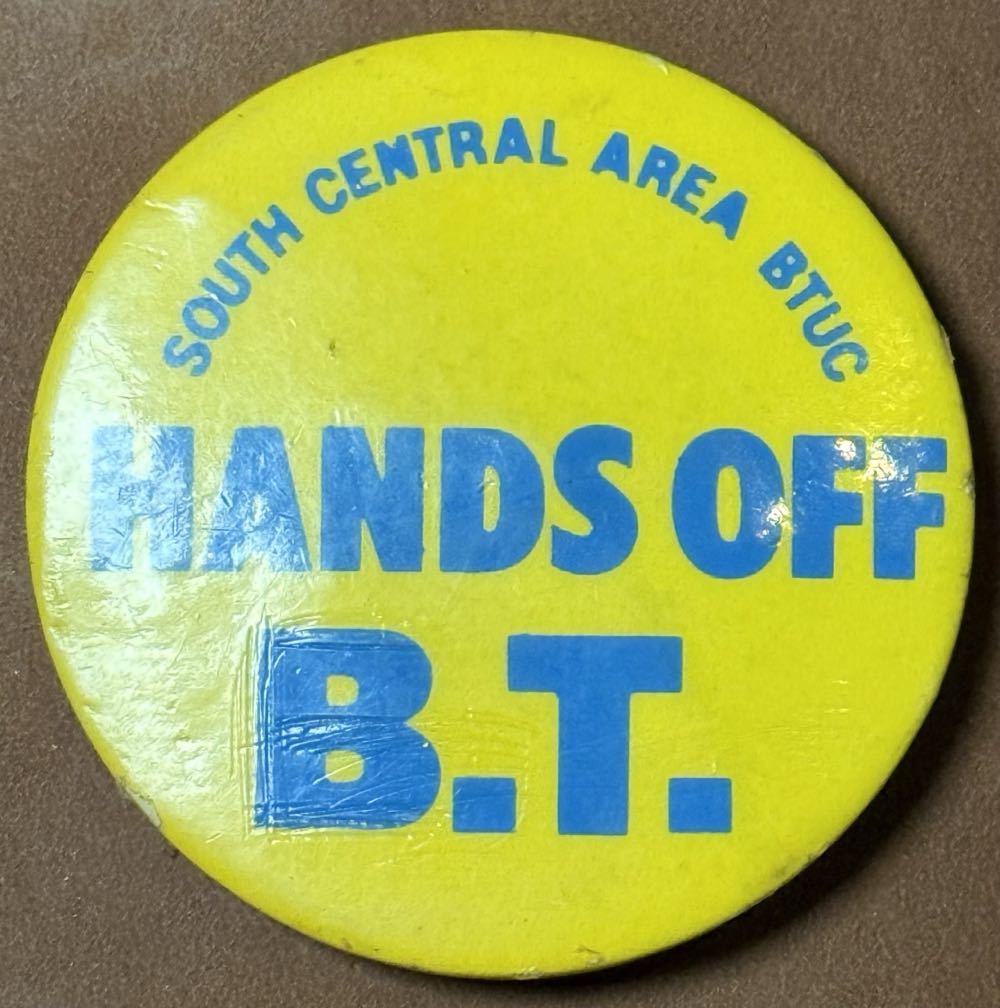 SOUTH CENTRAL AREA BTUC
HANDS OFF
B.T.